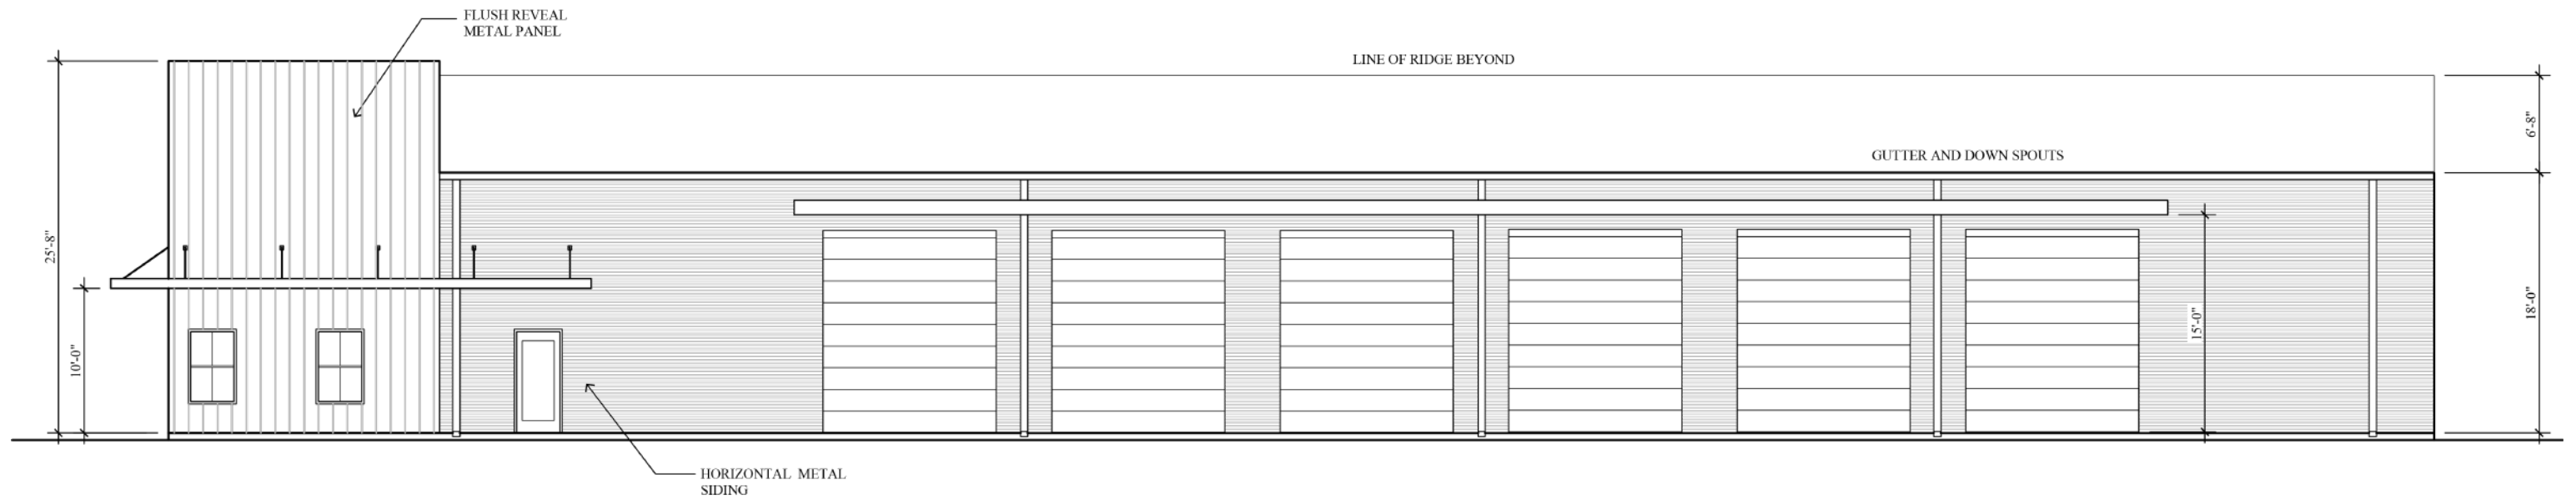 FLUSH REVEAL
METAL PANEL
LINE OF RIDGE BEYOND
6'-8"
GUTTER AND DOWN SPOUTS
25'-8"
18'-0"
15'-0"
10'-0"
HORIZONTAL METAL
SIDING